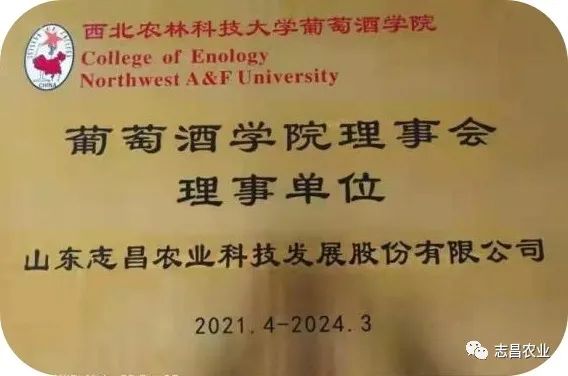 西北农林科技大学葡萄酒学院
College of Enology
Northwest A&F University
CHINA
葡萄酒学院理事会
理事单位
山东志昌农业科技发展股份有限公司
2021.4-2024.3
志昌农业